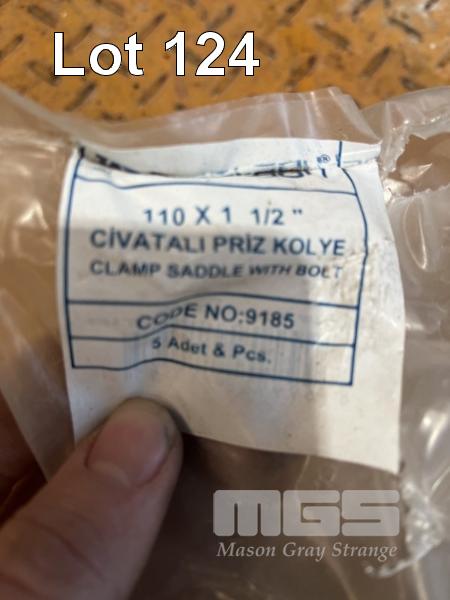 Lot 124
110 X 1 1/2"
CİVATALI PRİZ KOLYE
CLAMP SADDLE WITH BOLT
CODE NO:9185
5 Adet & Pcs.
MGS
Mason Gray Strange